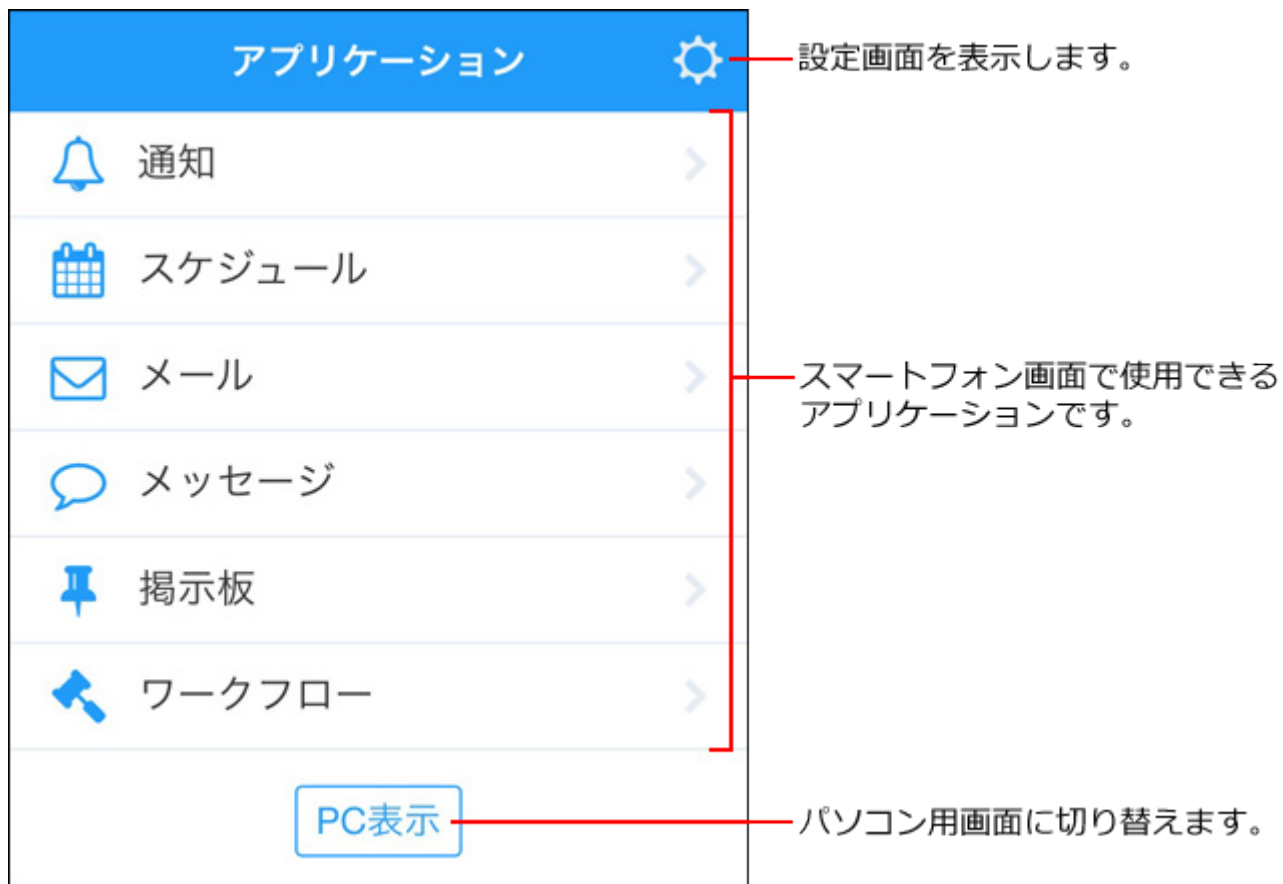 アプリケーション
設定画面を表示します。
通知
スケジュール
メール
メッセージ
掲示板
ワークフロー
スマートフォン画面で使用できる
アプリケーションです。
PC表示
パソコン用画面に切り替えます。